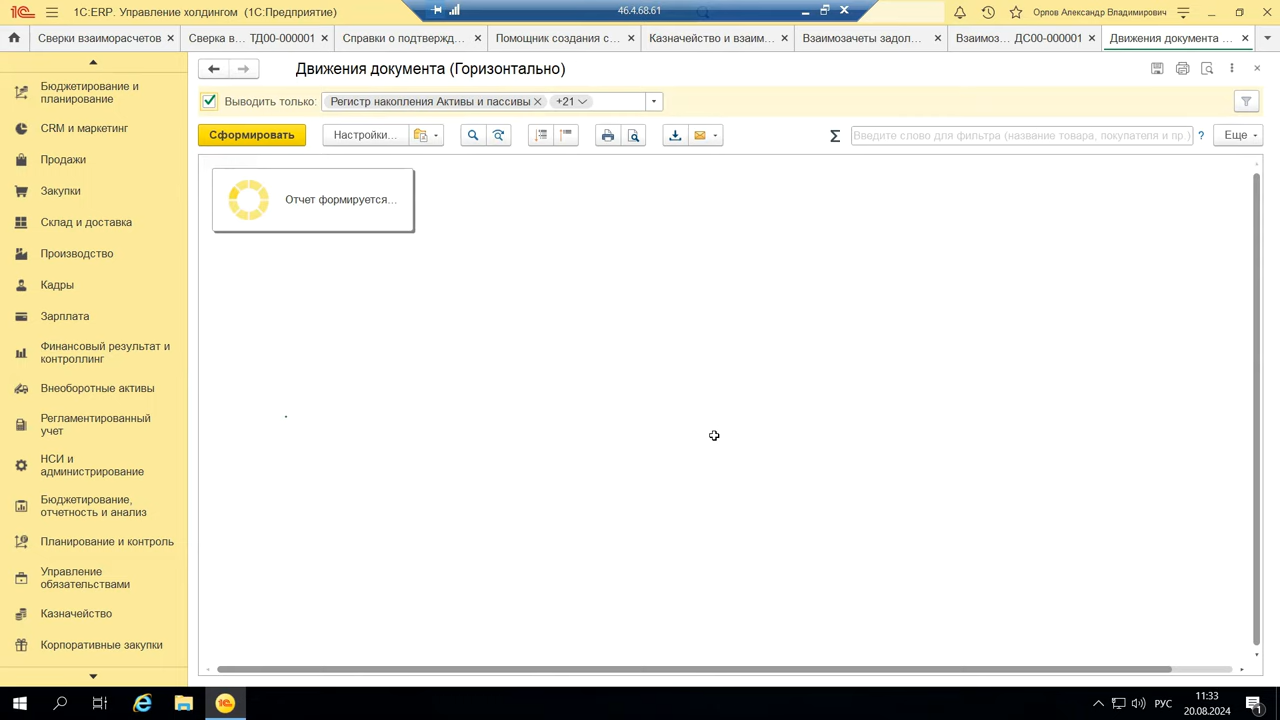 1С:ERP. Управление холдингом (1С:Предприятие)
46.4.68.61
Орлов Александр Владимирович
Сверки взаиморасчетов
Сверка в... ТД00-000001
Справки о подтвержд...
Помощник создания с...
Казначейство и взаим...
Взаимозачеты задол...
Взаимоз... ДС00-000001
Движения документа ...
Бюджетирование и
планирование
CRM и маркетинг
Продажи
Закупки
Склад и доставка
Производство
Кадры
Зарплата
Финансовый результат и
контроллинг
Внеоборотные активы
Регламентированный
учет
НСИ и
администрирование
Бюджетирование,
отчетность и анализ
Планирование и контроль
Управление
обязательствами
Казначейство
Корпоративные закупки
Движения документа (Горизонтально)
Выводить только:
Регистр накопления Активы и пассивы
+21
Сформировать
Настройки...
Σ
Введите слово для фильтра (название товара, покупателя и пр.)
?
Еще
Отчет формируется...
РУС
11:33
20.08.2024
1